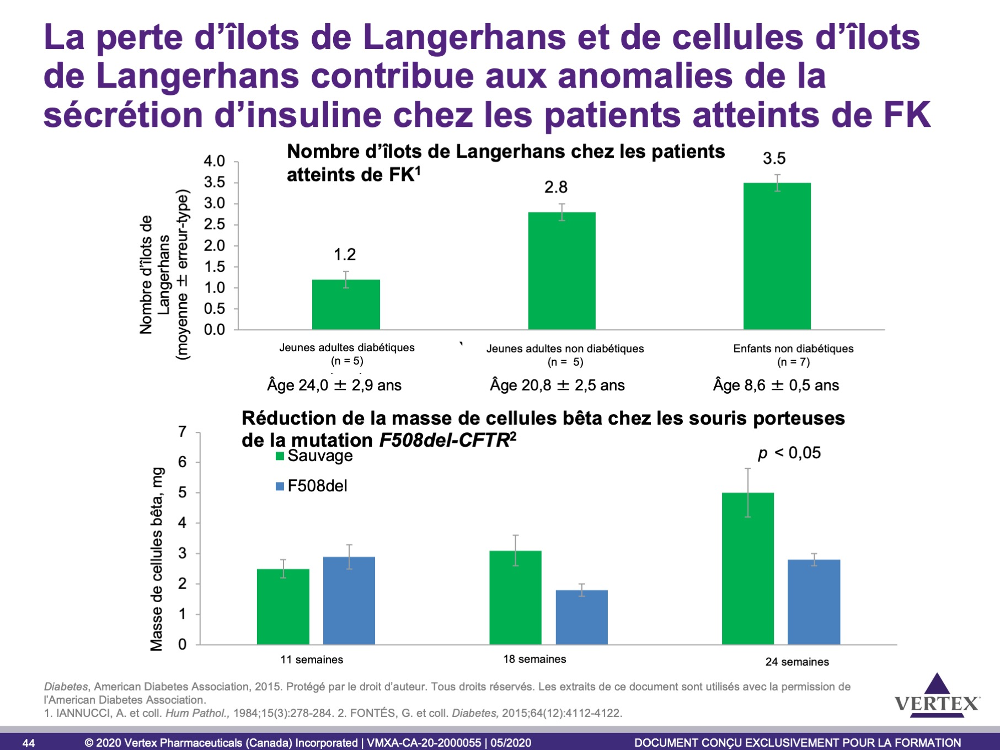 La perte d’îlots de Langerhans et de cellules d’îlots
de Langerhans contribue aux anomalies de la
sécrétion d’insuline chez les patients atteints de FK
Nombre d’îlots de Langerhans chez les patients
atteints de FK¹
Nombre d’îlots de
Langerhans
(moyenne ± erreur-type)
4.0
3.5
3.0
2.5
2.0
1.5
1.0
0.5
0.0
1.2
2.8
3.5
Jeunes adultes diabétiques
(n = 5)
Âge 24,0 ± 2,9 ans
Jeunes adultes non diabétiques
(n = 5)
Âge 20,8 ± 2,5 ans
Enfants non diabétiques
(n = 7)
Âge 8,6 ± 0,5 ans
Réduction de la masse de cellules bêta chez les souris porteuses
de la mutation F508del-CFTR²
Sauvage
F508del
p < 0,05
Masse de cellules bêta, mg
7
6
5
4
3
2
1
0
11 semaines
18 semaines
24 semaines
Diabetes, American Diabetes Association, 2015. Protégé par le droit d’auteur. Tous droits réservés. Les extraits de ce document sont utilisés avec la permission de
l’American Diabetes Association.
1. IANNUCCI, A. et coll. Hum Pathol., 1984;15(3):278-284. 2. FONTÉS, G. et coll. Diabetes, 2015;64(12):4112-4122.
VERTEX
44
© 2020 Vertex Pharmaceuticals (Canada) Incorporated | VMXA-CA-20-2000055 | 05/2020
DOCUMENT CONÇU EXCLUSIVEMENT POUR LA FORMATION